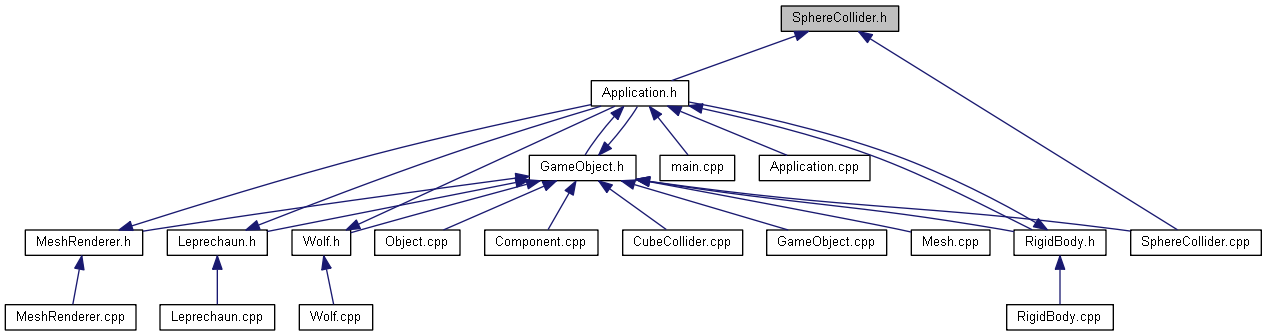 SphereCollider.h
Application.h
GameObject.h
main.cpp
Application.cpp
MeshRenderer.h
Leprechaun.h
Wolf.h
Object.cpp
Component.cpp
CubeCollider.cpp
GameObject.cpp
Mesh.cpp
RigidBody.h
SphereCollider.cpp
MeshRenderer.cpp
Leprechaun.cpp
Wolf.cpp
RigidBody.cpp